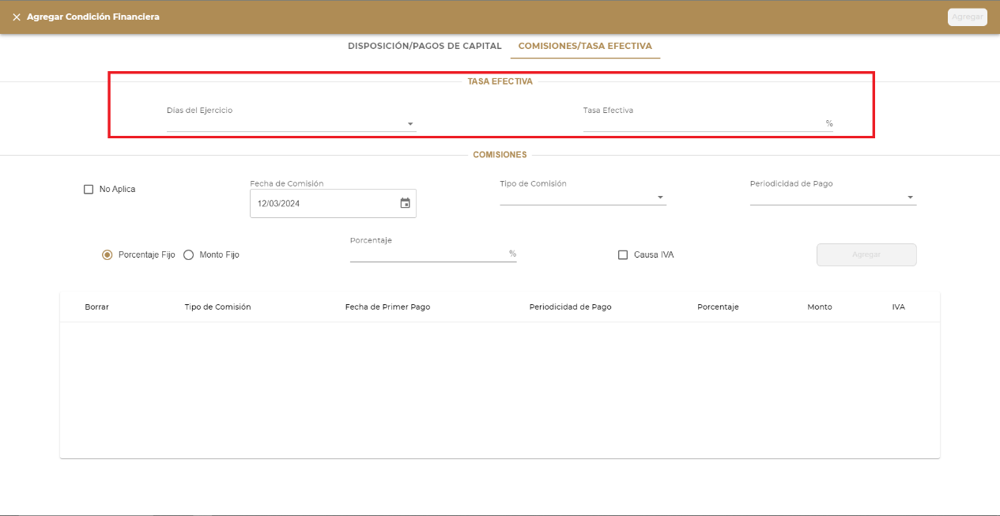 Agregar Condición Financiera
Agregar
DISPOSICIÓN/PAGOS DE CAPITAL
COMISIONES/TASA EFECTIVA
TASA EFECTIVA
Días del Ejercicio
Tasa Efectiva
%
COMISIONES
No Aplica
Fecha de Comisión
12/03/2024
Tipo de Comisión
Periodicidad de Pago
Porcentaje Fijo
Monto Fijo
Porcentaje
%
Causa IVA
Agregar
Borrar
Tipo de Comisión
Fecha de Primer Pago
Periodicidad de Pago
Porcentaje
Monto
IVA